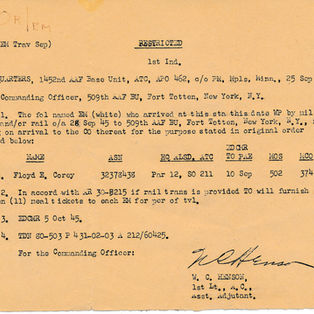 EM Trav Sep) RESTRICTED
1st Ind.
QUARTERS, 1452nd AAF Base Unit, ATC, APO 462, c/o PM, Mpls, Minn., 25 Sep
Commanding Officer, 509th AAF BU, Fort Totten, New York, N.Y.
1. The fol named EM (white) who arrived at this sta this date WP by mil
and/or rail o/a 28 Sep 45 to 509th AAF BU, Fort Totten, New York, N.Y.,
g on arrival to the CO thereof for the purpose stated in original order
d below:
EDCMR
NAME ASN HQ ALSD, ATC TO PAE MOS MCO
Floyd E. Corey 32378438 Par 12, SO 211 10 Sep 502 374
2. In accord with AR 30-2215 if rail trans is provided TO will furnish
en (11) meal tickets to each EM for per of tvl.
3. EDCMR 5 Oct 45.
4. TDN 80-503 P 431-02-03 A 212/60425.
For the Commanding Officer:
W. C. HENSON,
1st Lt., A.C.,
Asst. Adjutant.